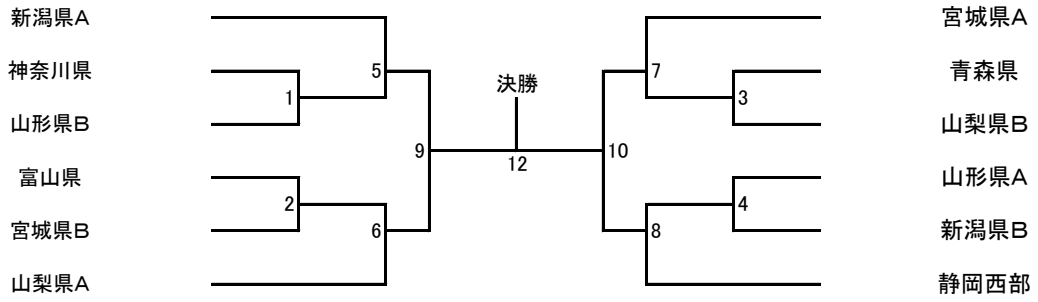 新潟県A
宮城県A
神奈川県
5
7
青森県
決勝
1
3
山形県B
山梨県B
9
10
12
富山県
山形県A
2
4
宮城県B
6
8
新潟県B
山梨県A
静岡西部